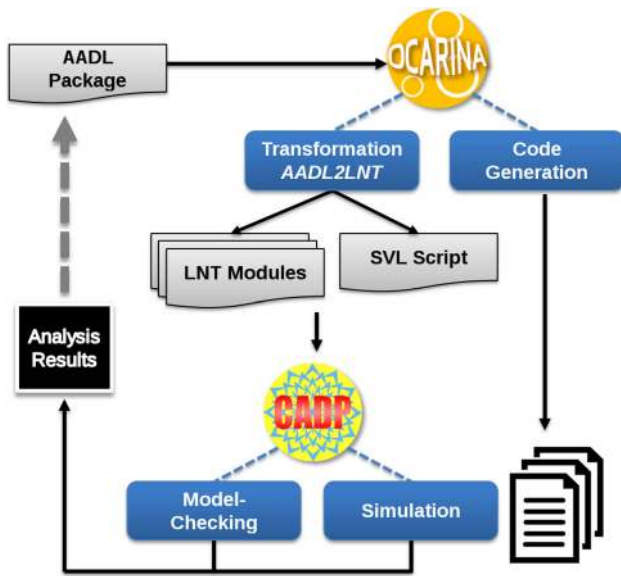 AADL
Package
OCARINA
Transformation
AADL2LNT
Code
Generation
LNT Modules
SVL Script
Analysis
Results
CADP
Model-
Checking
Simulation